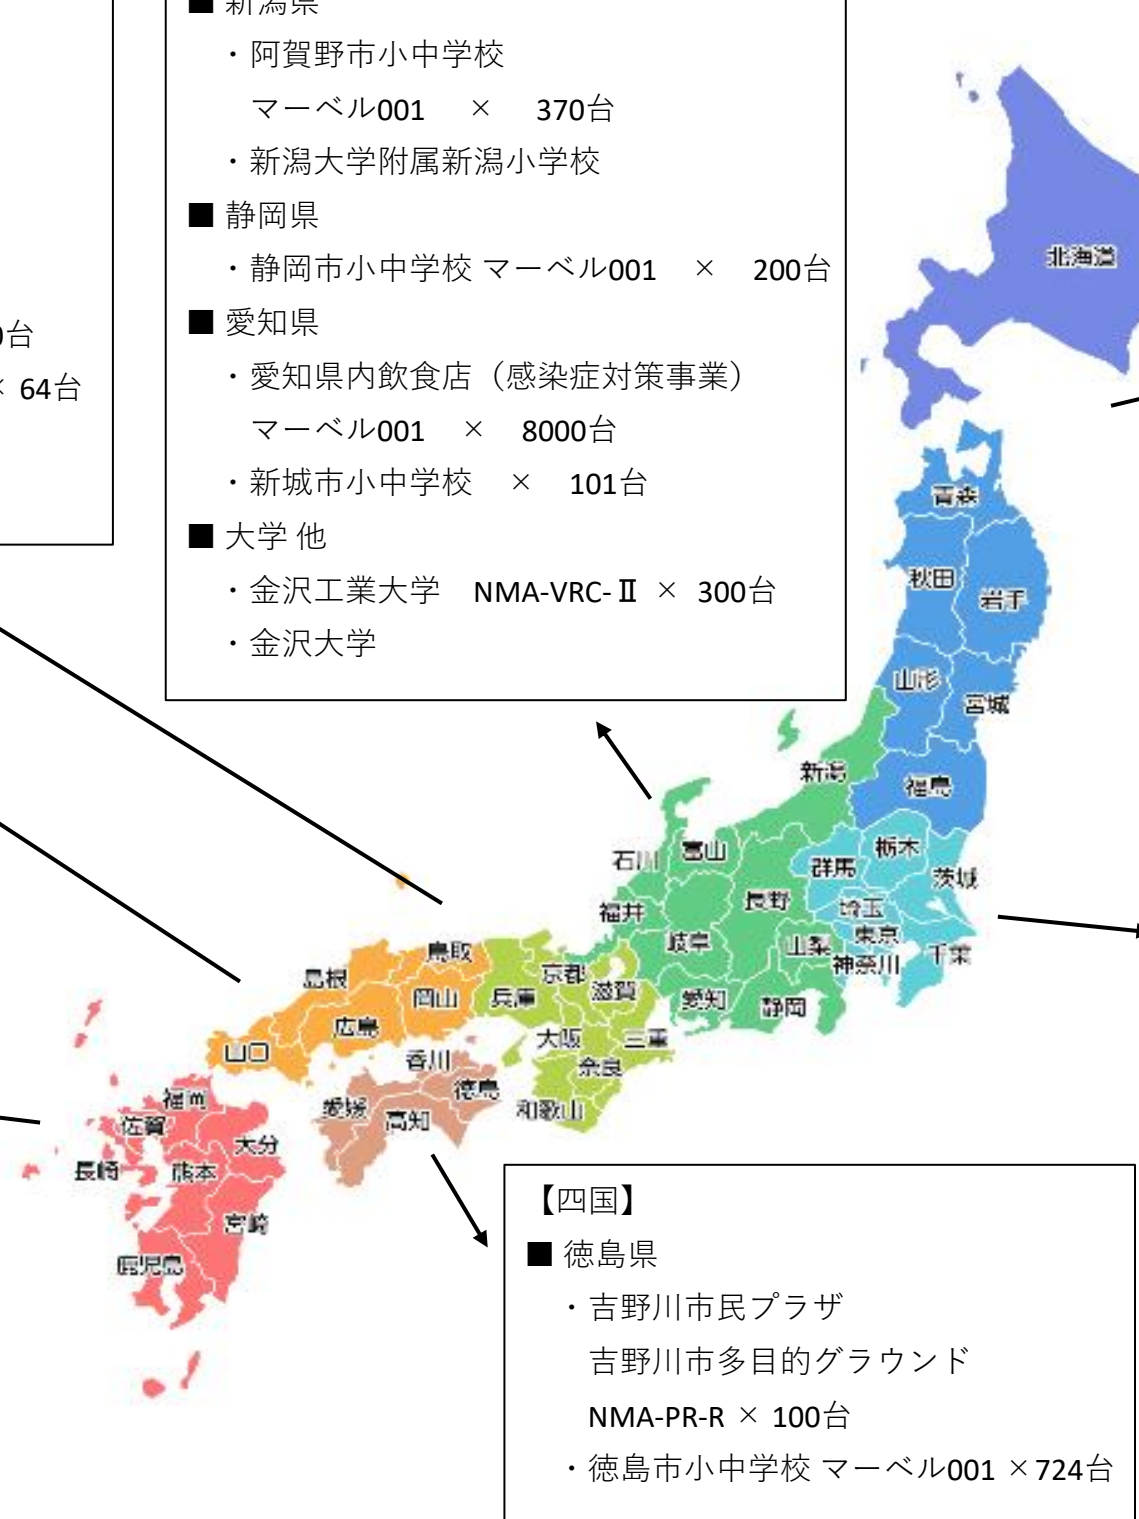 ■ 新潟県
・阿賀野市小中学校
マーベル001 × 370台
・新潟大学附属新潟小学校
■ 静岡県
・静岡市小中学校 マーベル001 × 200台
■ 愛知県
・愛知県内飲食店（感染症対策事業）
マーベル001 × 8000台
・新城市小中学校 × 101台
■ 大学 他
・金沢工業大学 NMA-VRC-Ⅱ × 300台
・金沢大学
0台
× 64台
北海道
青森
秋田
岩手
山形
宮城
新潟
福島
石川
富山
群馬
栃木
茨城
福井
長野
埼玉
岐阜
山梨
東京
神奈川
千葉
愛知
静岡
鳥取
島根
岡山
兵庫
京都
滋賀
広島
山口
大阪
三重
奈良
和歌山
香川
徳島
愛媛
高知
福岡
佐賀
大分
長崎
熊本
宮崎
鹿児島
【四国】
■ 徳島県
・吉野川市民プラザ
吉野川市多目的グラウンド
NMA-PR-R × 100台
・徳島市小中学校 マーベル001 ×724台